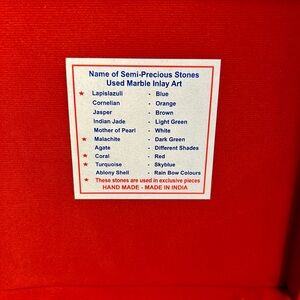 Name of Semi-Precious Stones
Used Marble Inlay Art
★ Lapislazuli - Blue
Cornelian - Orange
Jasper - Brown
Indian Jade - Light Green
Mother of Pearl - White
★ Malachite - Dark Green
Agate - Different Shades
★ Coral - Red
★ Turquoise - Skyblue
Ablony Shell - Rain Bow Colours
★ These stones are used in exclusive pieces
HAND MADE - MADE IN INDIA